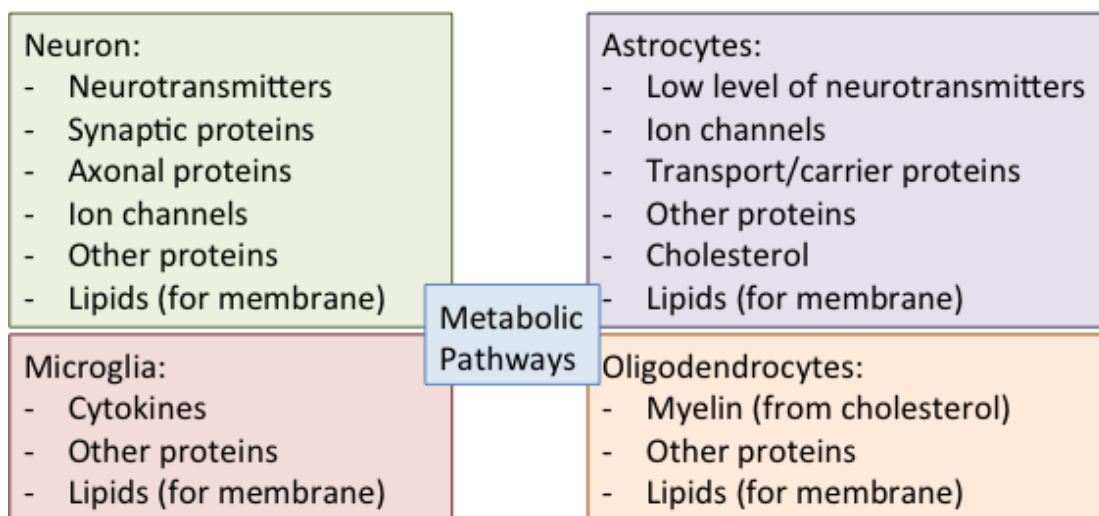 Neuron:
- Neurotransmitters
- Synaptic proteins
- Axonal proteins
- Ion channels
- Other proteins
- Lipids (for membrane)
Astrocytes:
- Low level of neurotransmitters
- Ion channels
- Transport/carrier proteins
- Other proteins
- Cholesterol
- Lipids (for membrane)
Metabolic
Pathways
Microglia:
- Cytokines
- Other proteins
- Lipids (for membrane)
Oligodendrocytes:
- Myelin (from cholesterol)
- Other proteins
- Lipids (for membrane)